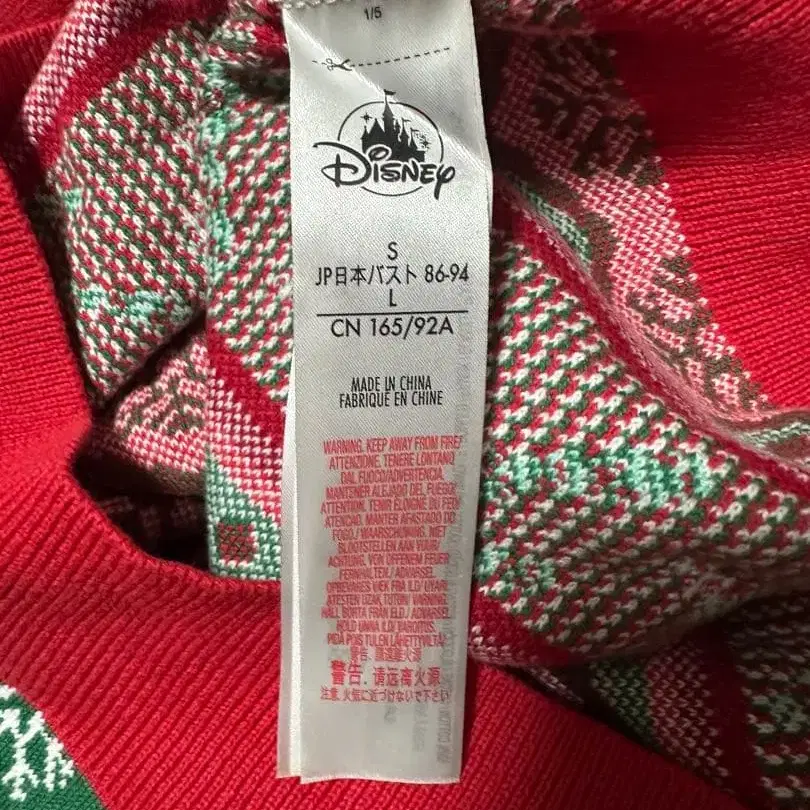 1/5
DISNEY
S
JP日本バスト 86-94
L
CN 165/92A
MADE IN CHINA
FABRIQUE EN CHINE
WARNING. KEEP AWAY FROM FIRE/
ATTENZIONE. TENERE LONTANO
DAL FUOCO/ADVERTENCIA.
MANTENER ALEJADO DEL FUEGO/
ATTENTION. TENIR ÉLOIGNÉ DU FEU/
ATENÇÃO. MANTER AFASTADO DO
FOGO/ WAARSCHUWING. NIET
BLOOTSTELLEN AAN VUUR/
ACHTUNG. VON OFFENEM FEUER
FERNHALTEN/ ADVARSEL.
OPBEVARES VÆK FRA ILD/ UYARI.
ATEŞTEN UZAK TUTUN/ VARNING.
HÅLL BORTA FRÅN ELD/ ADVARSEL.
HOLD UNNA ILD/ VAROITUS.
PIDÄ POIS TULEN LÄHETTYVILTÄ/
警告. 請遠離火源
警告. 请远离火源
注意. 火気に近づけないで下さい